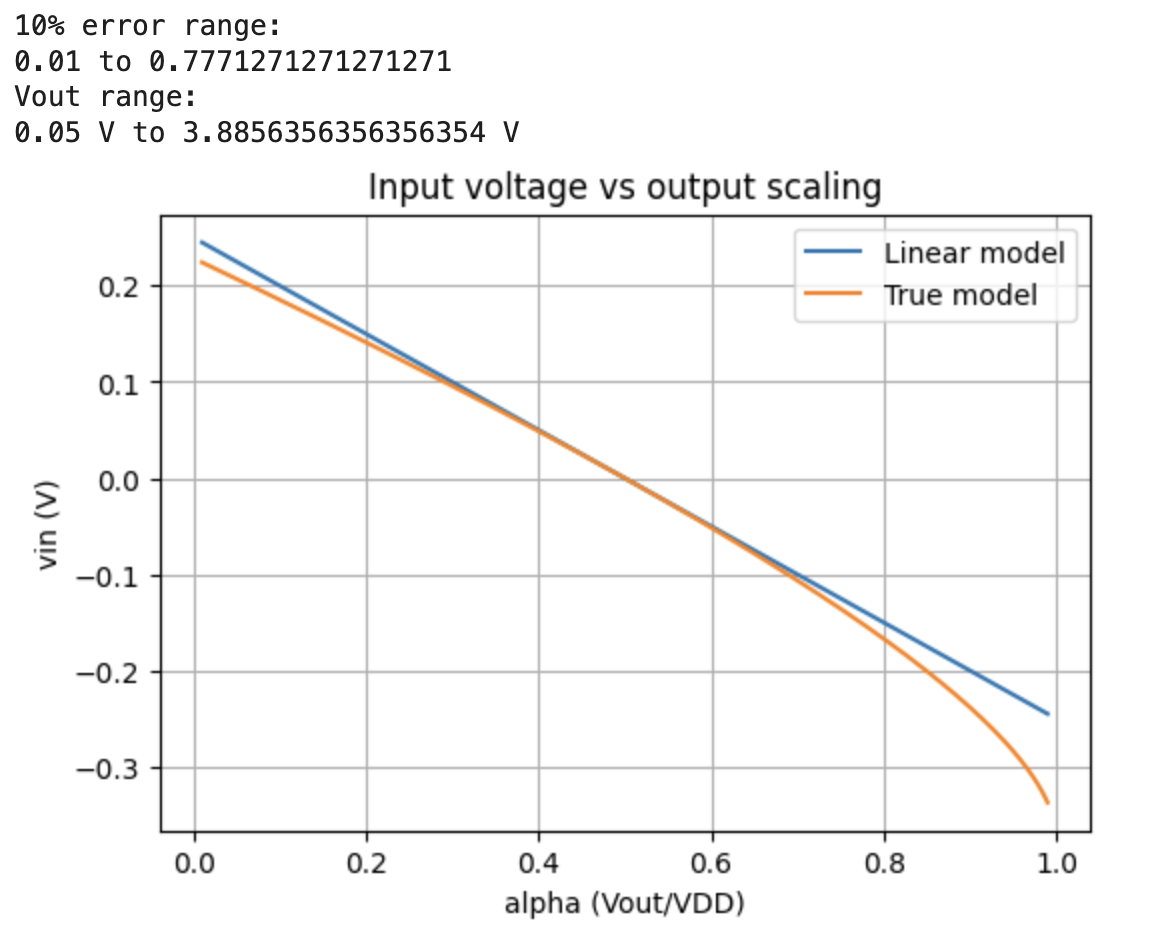 10% error range:
0.01 to 0.7771271271271271
Vout range:
0.05 V to 3.8856356356356354 V
Input voltage vs output scaling
Linear model
True model
0.2
0.1
0.0
−0.1
−0.2
−0.3
vin (V)
0.0 0.2 0.4 0.6 0.8 1.0
alpha (Vout/VDD)